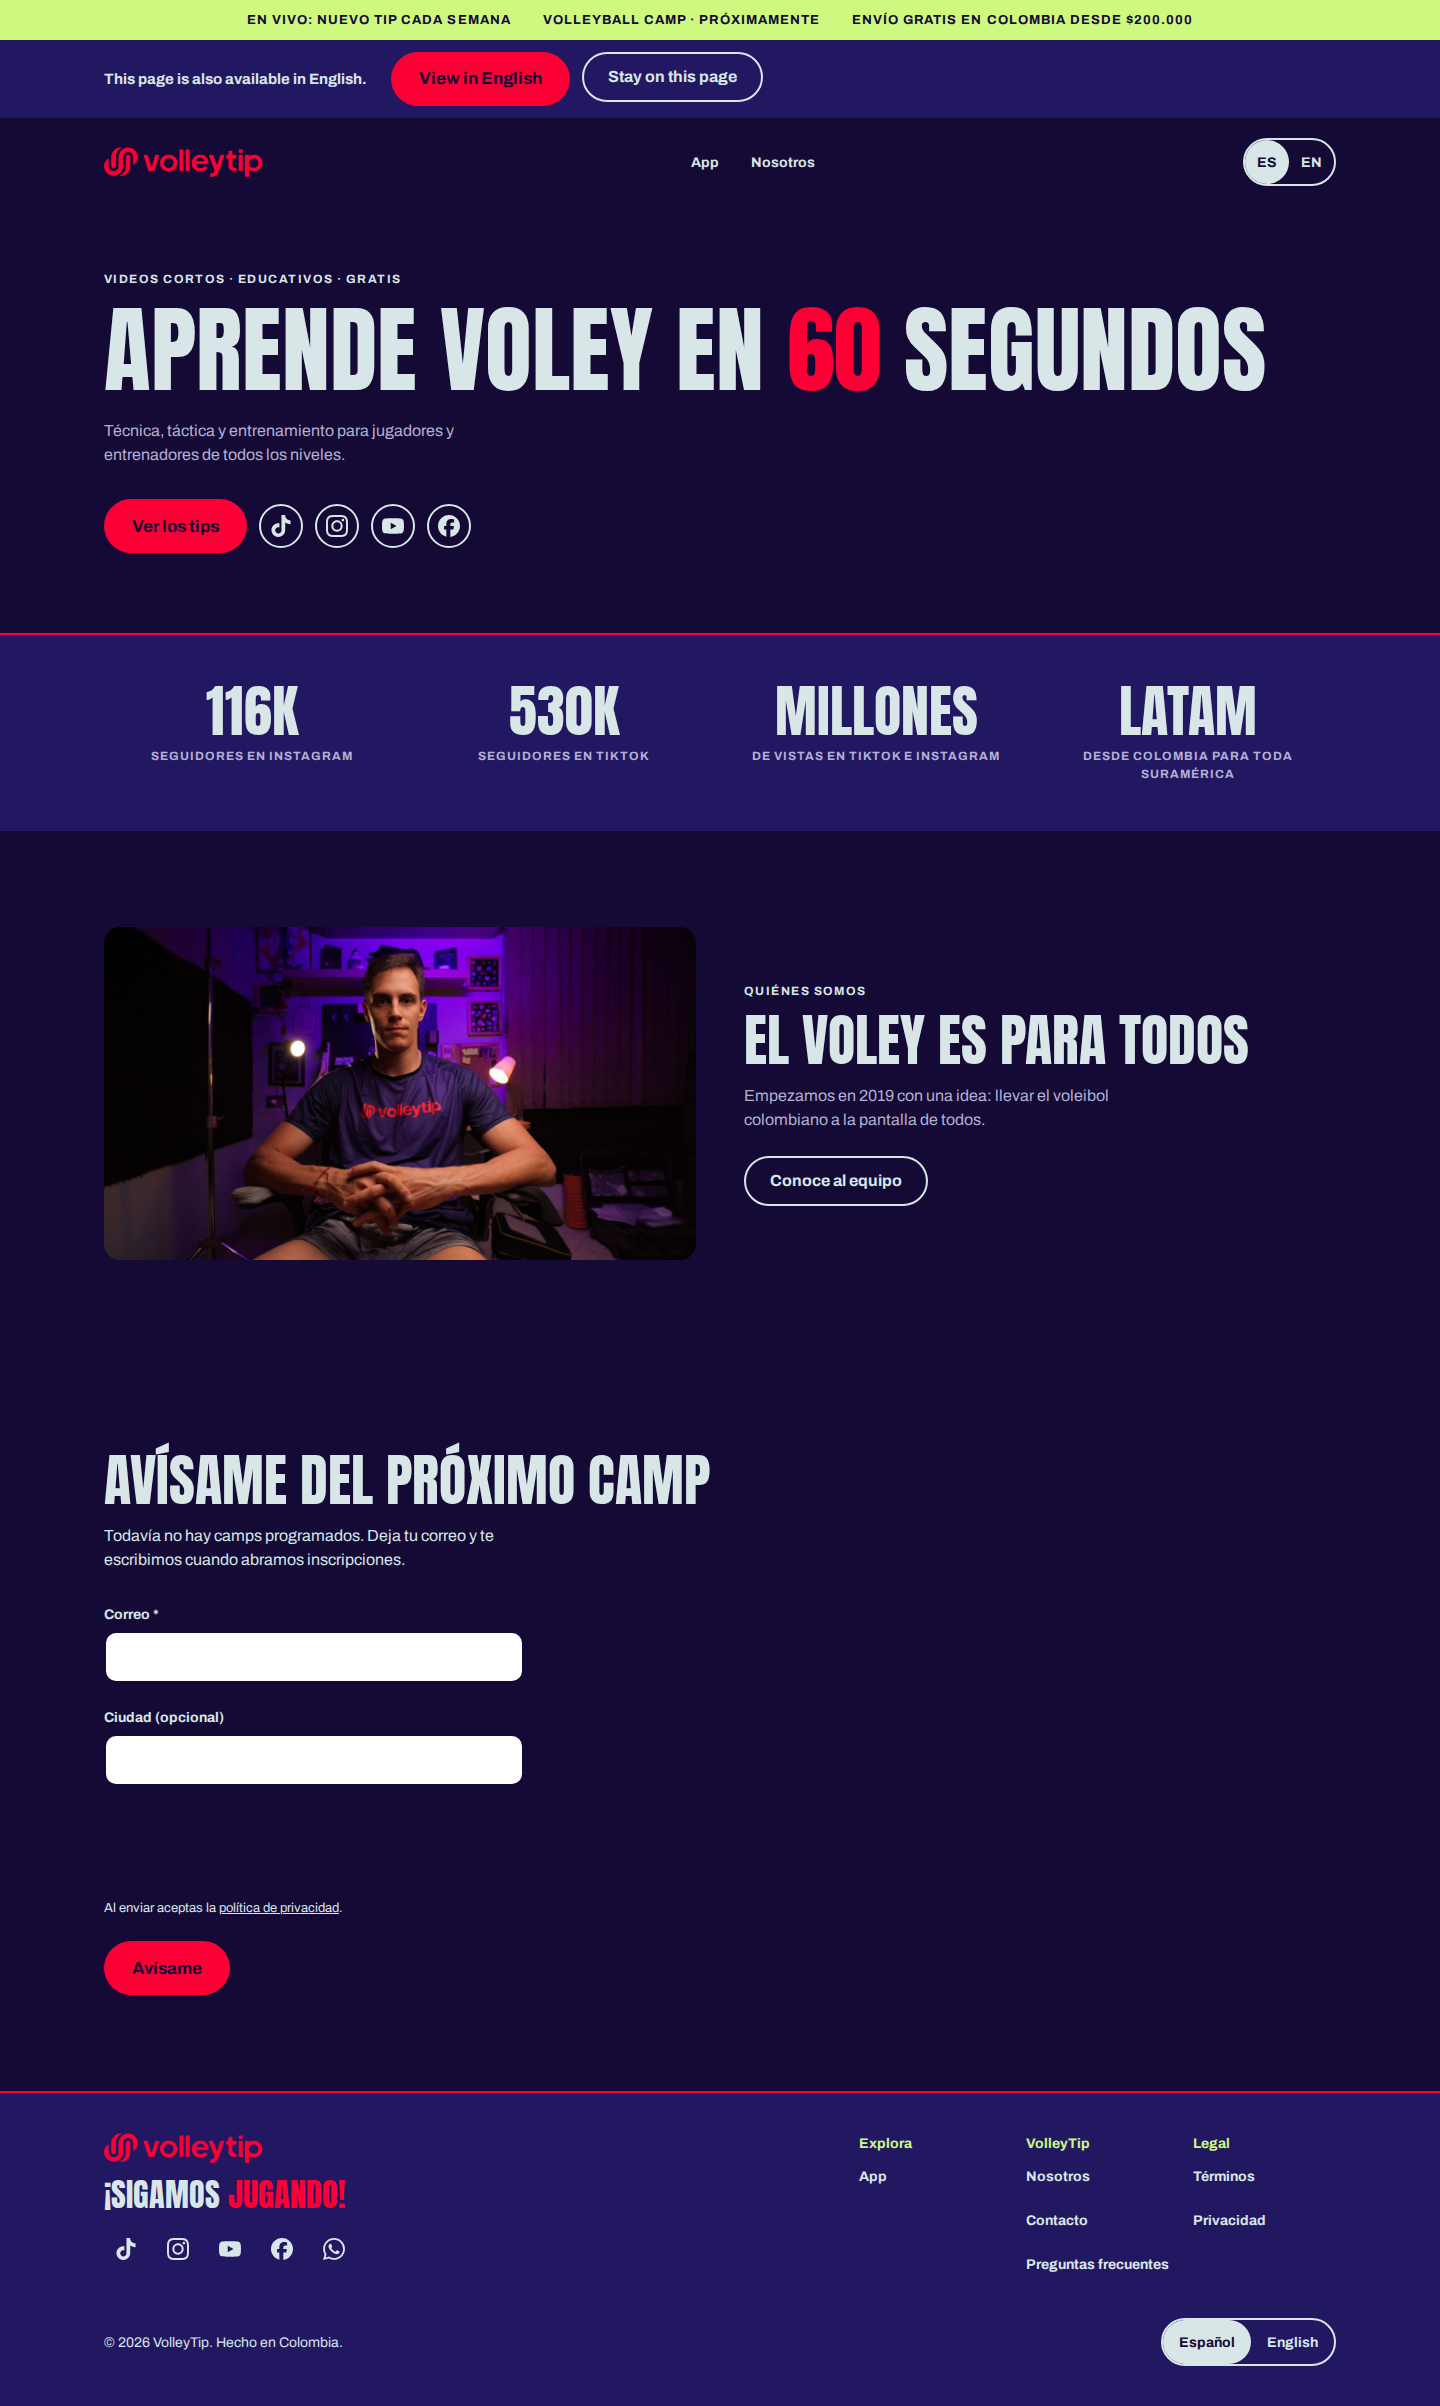 EN VIVO: NUEVO TIP CADA SEMANA
VOLLEYBALL CAMP · PRÓXIMAMENTE
ENVÍO GRATIS EN COLOMBIA DESDE $200.000
This page is also available in English.
View in English
Stay on this page
volleytip
App
Nosotros
ES
EN
VIDEOS CORTOS · EDUCATIVOS · GRATIS
APRENDE VOLEY EN 60 SEGUNDOS
Técnica, táctica y entrenamiento para jugadores y
entrenadores de todos los niveles.
Ver los tips
116K
SEGUIDORES EN INSTAGRAM
530K
SEGUIDORES EN TIKTOK
MILLONES
DE VISTAS EN TIKTOK E INSTAGRAM
LATAM
DESDE COLOMBIA PARA TODA
SURAMÉRICA
volleytip
QUIÉNES SOMOS
EL VOLEY ES PARA TODOS
Empezamos en 2019 con una idea: llevar el voleibol
colombiano a la pantalla de todos.
Conoce al equipo
AVÍSAME DEL PRÓXIMO CAMP
Todavía no hay camps programados. Deja tu correo y te
escribimos cuando abramos inscripciones.
Correo *
Ciudad (opcional)
Al enviar aceptas la política de privacidad.
Avísame
volleytip
¡SIGAMOS JUGANDO!
Explora
App
VolleyTip
Nosotros
Contacto
Preguntas frecuentes
Legal
Términos
Privacidad
© 2026 VolleyTip. Hecho en Colombia.
Español
English